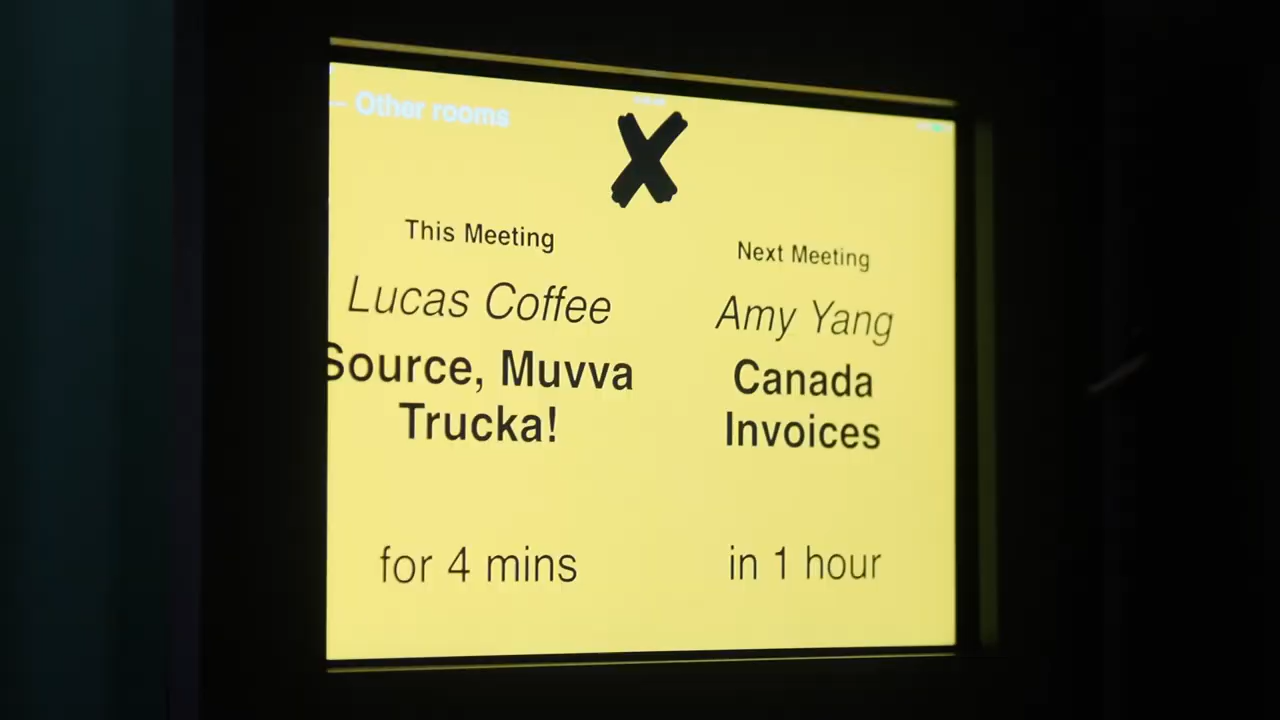 ← Other rooms
X
This Meeting
Lucas Coffee
Source, Muvva
Trucka!
for 4 mins
Next Meeting
Amy Yang
Canada
Invoices
in 1 hour